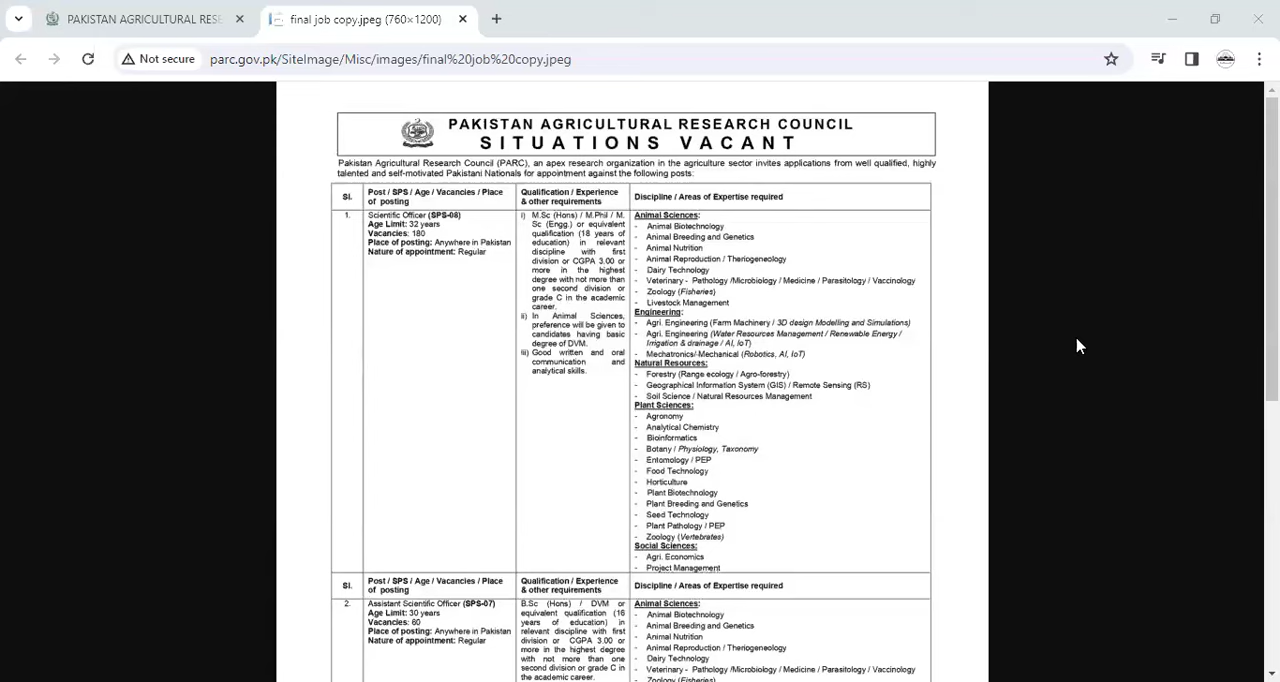 PAKISTAN AGRICULTURAL RESE
final job copy.jpeg (760×1200)
Not secure
parc.gov.pk/SiteImage/Misc/images/final%20job%20copy.jpeg
PAKISTAN AGRICULTURAL RESEARCH COUNCIL
SITUATIONS VACANT
Pakistan Agricultural Research Council (PARC), an apex research organization in the agriculture sector invites applications from well qualified, highly
talented and self-motivated Pakistani Nationals for appointment against the following posts:
Sl.
Post / SPS / Age / Vacancies / Place
of posting
Qualification / Experience
& other requirements
Discipline / Areas of Expertise required
1.
Scientific Officer (SPS-08)
Age Limit: 32 years
Vacancies: 180
Place of posting: Anywhere in Pakistan
Nature of appointment: Regular
i) M.Sc (Hons) / M.Phil / M.
Sc (Engg.) or equivalent
qualification (18 years of
education) in relevant
discipline with first
division or CGPA 3.00 or
more in the highest
degree with not more than
one second division or
grade C in the academic
career.
ii) In Animal Sciences,
preference will be given to
candidates having basic
degree of DVM.
iii) Good written and oral
communication and
analytical skills.
Animal Sciences:
- Animal Biotechnology
- Animal Breeding and Genetics
- Animal Nutrition
- Animal Reproduction / Theriogeneology
- Dairy Technology
- Veterinary - Pathology /Microbiology / Medicine / Parasitology / Vaccinology
- Zoology (Fisheries)
- Livestock Management
Engineering:
- Agri. Engineering (Farm Machinery / 3D design Modelling and Simulations)
- Agri. Engineering (Water Resources Management / Renewable Energy /
Irrigation & drainage / AI, IoT)
- Mechatronics/-Mechanical (Robotics, AI, IoT)
Natural Resources:
- Forestry (Range ecology / Agro-forestry)
- Geographical Information System (GIS) / Remote Sensing (RS)
- Soil Science / Natural Resources Management
Plant Sciences:
- Agronomy
- Analytical Chemistry
- Bioinformatics
- Botany / Physiology, Taxonomy
- Entomology / PEP
- Food Technology
- Horticulture
- Plant Biotechnology
- Plant Breeding and Genetics
- Seed Technology
- Plant Pathology / PEP
- Zoology (Vertebrates)
Social Sciences:
- Agri. Economics
- Project Management
Sl.
Post / SPS / Age / Vacancies / Place
of posting
Qualification / Experience
& other requirements
Discipline / Areas of Expertise required
2.
Assistant Scientific Officer (SPS-07)
Age Limit: 30 years
Vacancies: 60
Place of posting: Anywhere in Pakistan
Nature of appointment: Regular
B.Sc (Hons) / DVM or
equivalent qualification (16
years of education) in
relevant discipline with first
division or CGPA 3.00 or
more in the highest degree
with not more than one
second division or grade C in
the academic career.
Animal Sciences:
- Animal Biotechnology
- Animal Breeding and Genetics
- Animal Nutrition
- Animal Reproduction / Theriogeneology
- Dairy Technology
- Veterinary - Pathology /Microbiology / Medicine / Parasitology / Vaccinology
- Zoology (Fisheries)